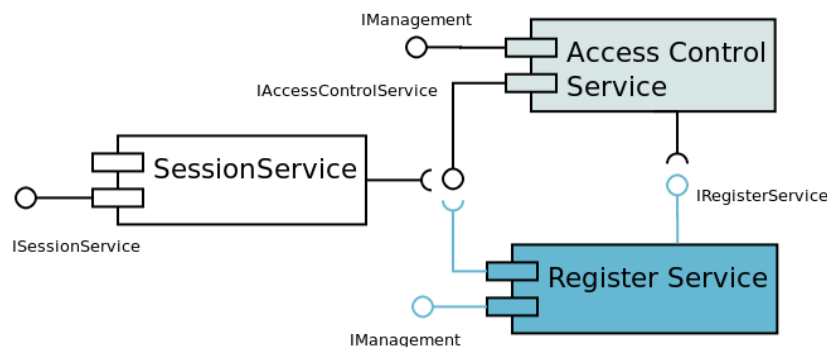 IManagement
Access Control
Service
IAccessControlService
SessionService
IRegisterService
ISessionService
Register Service
IManagement